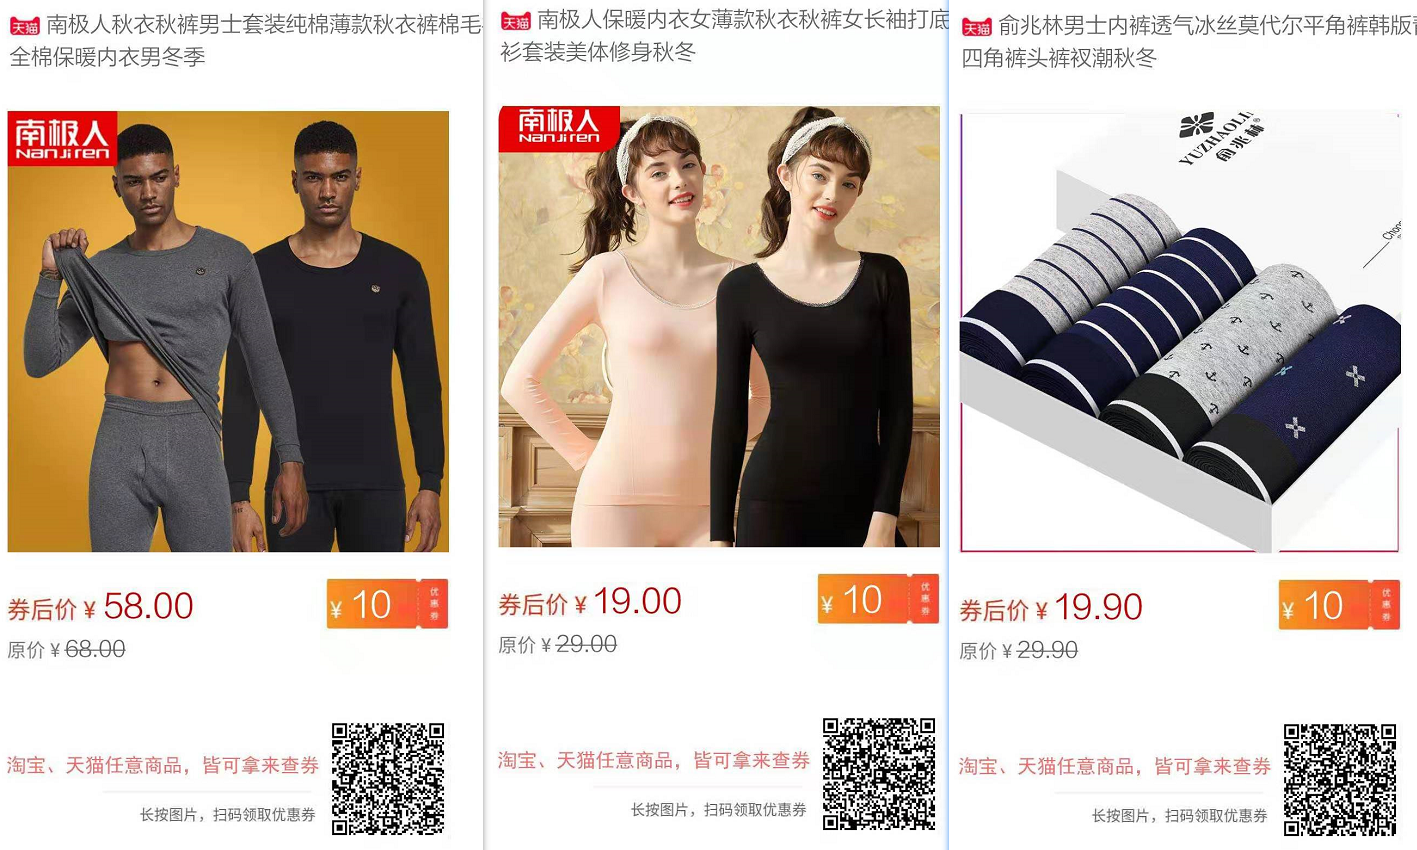 天猫 南极人秋衣秋裤男士套装纯棉薄款秋衣裤棉毛
全棉保暖内衣男冬季
南极人
Nanjiren
券后价 ¥ 58.00
¥ 10 优惠券
原价 ¥ 68.00
淘宝、天猫任意商品，皆可拿来查券
长按图片，扫码领取优惠券
天猫 南极人保暖内衣女薄款秋衣秋裤女长袖打底
衫套装美体修身秋冬
南极人
Nanjiren
券后价 ¥ 19.00
¥ 10 优惠券
原价 ¥ 29.00
淘宝、天猫任意商品，皆可拿来查券
长按图片，扫码领取优惠券
天猫 俞兆林男士内裤透气冰丝莫代尔平角裤韩版
四角裤头裤衩潮秋冬
YUZHAOLIN
俞兆林®
券后价 ¥ 19.90
¥ 10 优惠券
原价 ¥ 29.90
淘宝、天猫任意商品，皆可拿来查券
长按图片，扫码领取优惠券